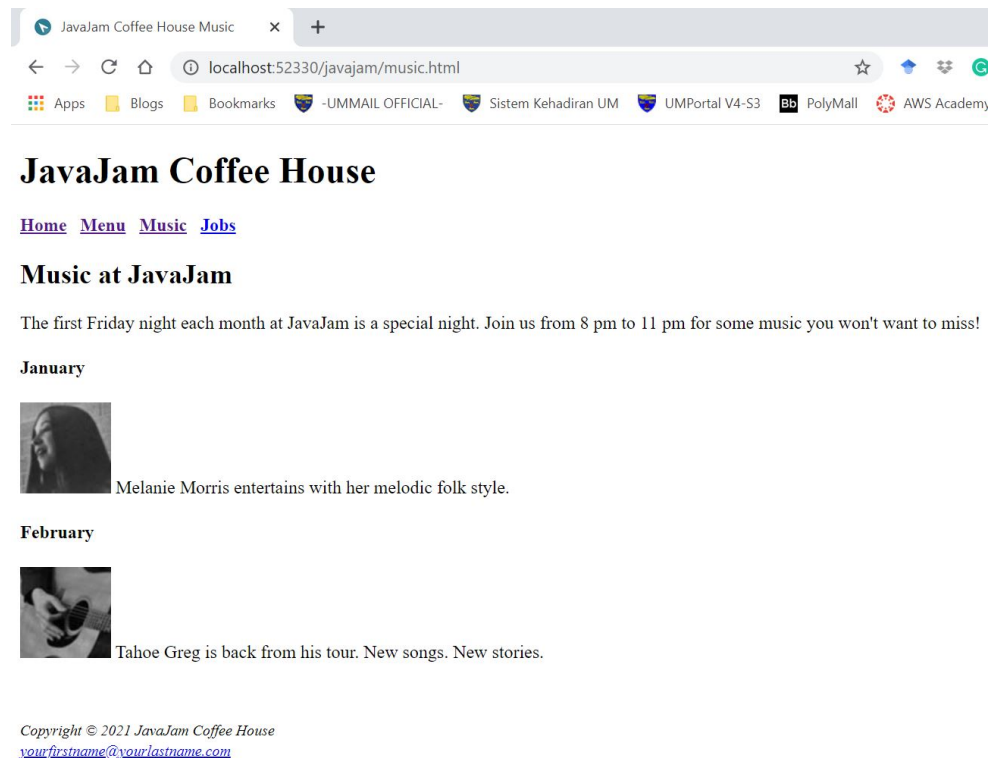 JavaJam Coffee House Music
localhost:52330/javajam/music.html
Apps Blogs Bookmarks -UMMAIL OFFICIAL- Sistem Kehadiran UM UMPortal V4-S3 Bb PolyMall AWS Academy
JavaJam Coffee House
Home Menu Music Jobs
Music at JavaJam
The first Friday night each month at JavaJam is a special night. Join us from 8 pm to 11 pm for some music you won't want to miss!
January
Melanie Morris entertains with her melodic folk style.
February
Tahoe Greg is back from his tour. New songs. New stories.
Copyright © 2021 JavaJam Coffee House
yourfirstname@yourlastname.com